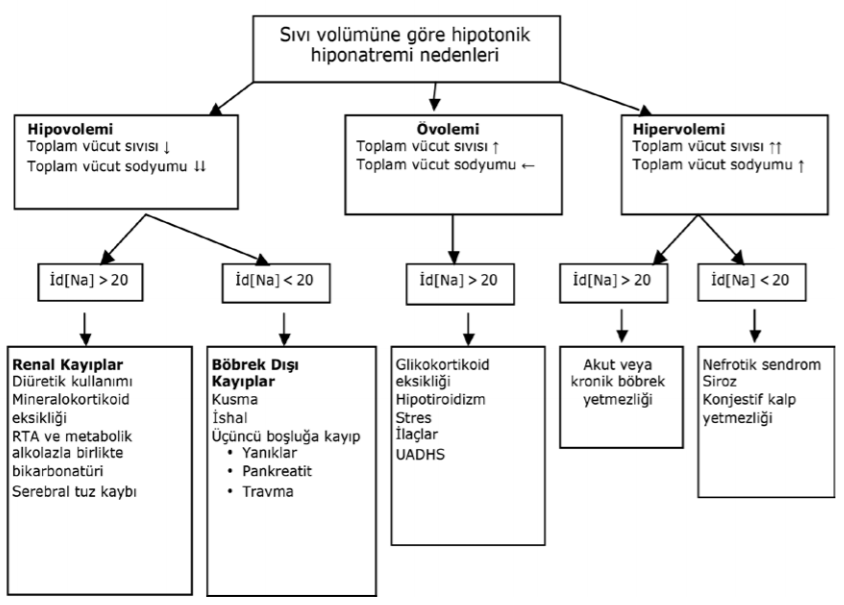 Sıvı volümüne göre hipotonik
hiponatremi nedenleri
Hipovolemi
Toplam vücut sıvısı ↓
Toplam vücut sodyumu ↓↓
Övolemi
Toplam vücut sıvısı ↑
Toplam vücut sodyumu ←
Hipervolemi
Toplam vücut sıvısı ↑↑
Toplam vücut sodyumu ↑
İd[Na] > 20
İd[Na] < 20
İd[Na] > 20
İd[Na] > 20
İd[Na] < 20
Renal Kayıplar
Diüretik kullanımı
Mineralokortikoid
eksikliği
RTA ve metabolik
alkolazla birlikte
bikarbonatüri
Serebral tuz kaybı
Böbrek Dışı
Kayıplar
Kusma
İshal
Üçüncü boşluğa kayıp
• Yanıklar
• Pankreatit
• Travma
Glikokortikoid
eksikliği
Hipotiroidizm
Stres
İlaçlar
UADHS
Akut veya
kronik böbrek
yetmezliği
Nefrotik sendrom
Siroz
Konjestif kalp
yetmezliği